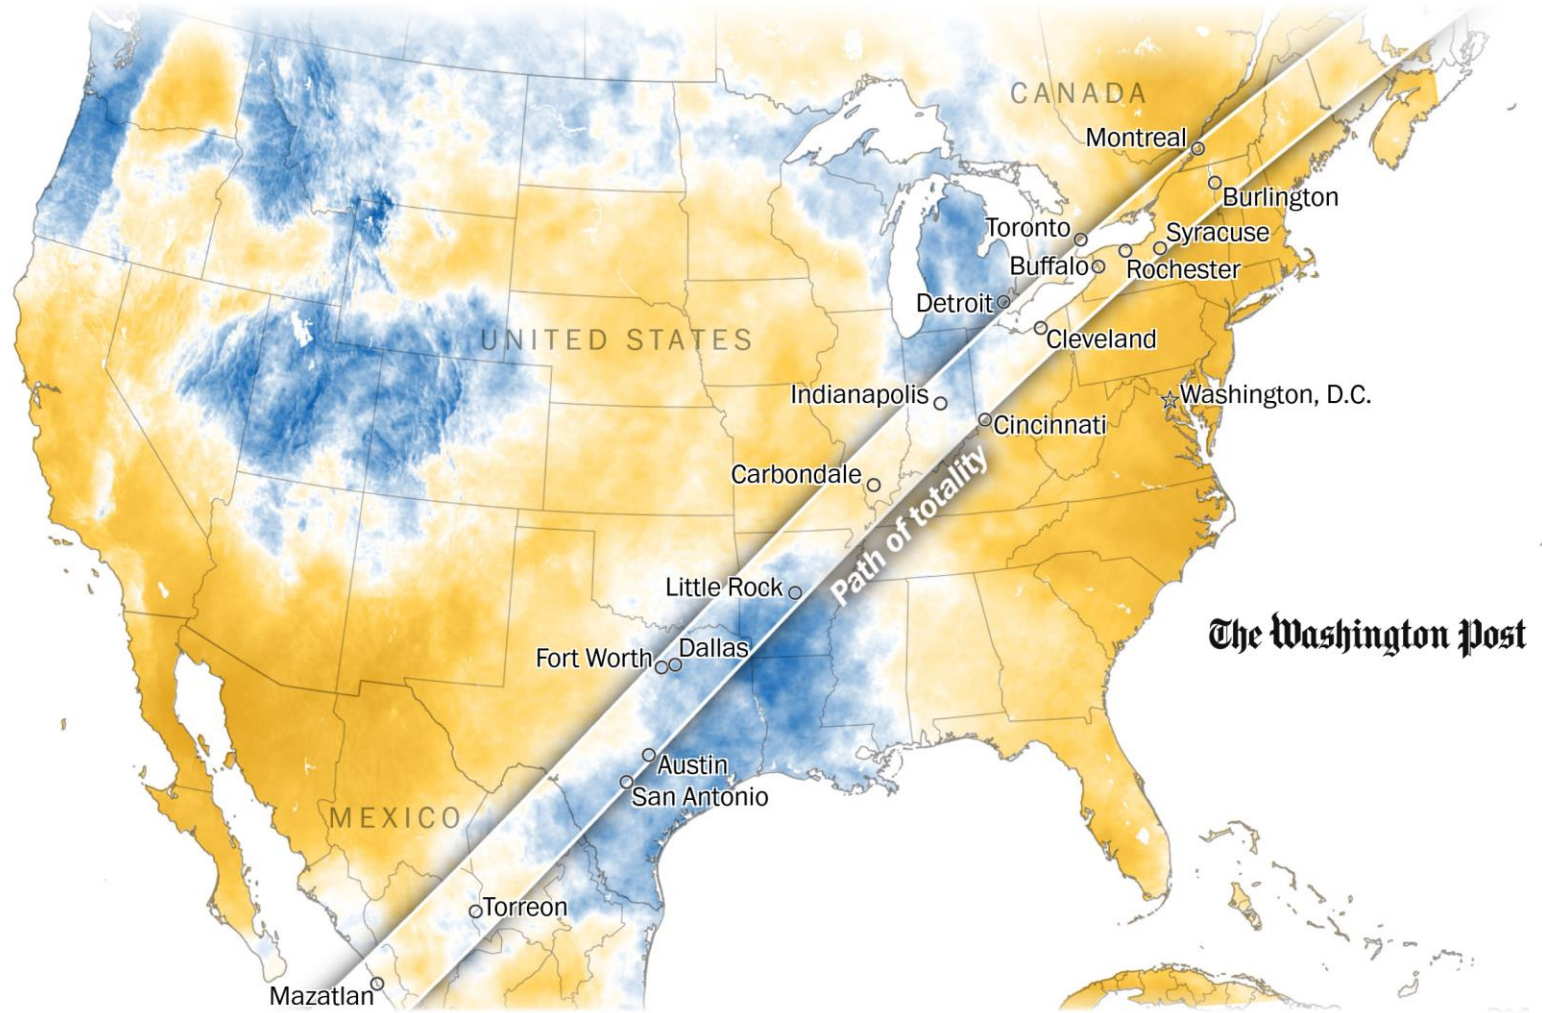 CANADA
Montreal
Burlington
Toronto
Syracuse
Buffalo
Rochester
Detroit
Cleveland
UNITED STATES
Indianapolis
Washington, D.C.
Cincinnati
Carbondale
Path of totality
Little Rock
The Washington Post
Fort Worth
Dallas
Austin
San Antonio
MEXICO
Torreon
Mazatlan